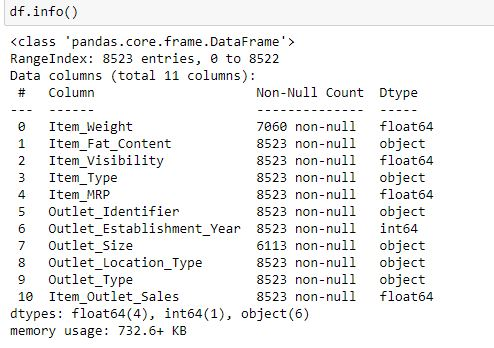 df.info()
<class 'pandas.core.frame.DataFrame'>
RangeIndex: 8523 entries, 0 to 8522
Data columns (total 11 columns):
 #   Column                     Non-Null Count  Dtype
---  ------                     --------------  -----
 0   Item_Weight                7060 non-null   float64
 1   Item_Fat_Content           8523 non-null   object
 2   Item_Visibility            8523 non-null   float64
 3   Item_Type                  8523 non-null   object
 4   Item_MRP                   8523 non-null   float64
 5   Outlet_Identifier          8523 non-null   object
 6   Outlet_Establishment_Year  8523 non-null   int64
 7   Outlet_Size                6113 non-null   object
 8   Outlet_Location_Type       8523 non-null   object
 9   Outlet_Type                8523 non-null   object
 10  Item_Outlet_Sales          8523 non-null   float64
dtypes: float64(4), int64(1), object(6)
memory usage: 732.6+ KB